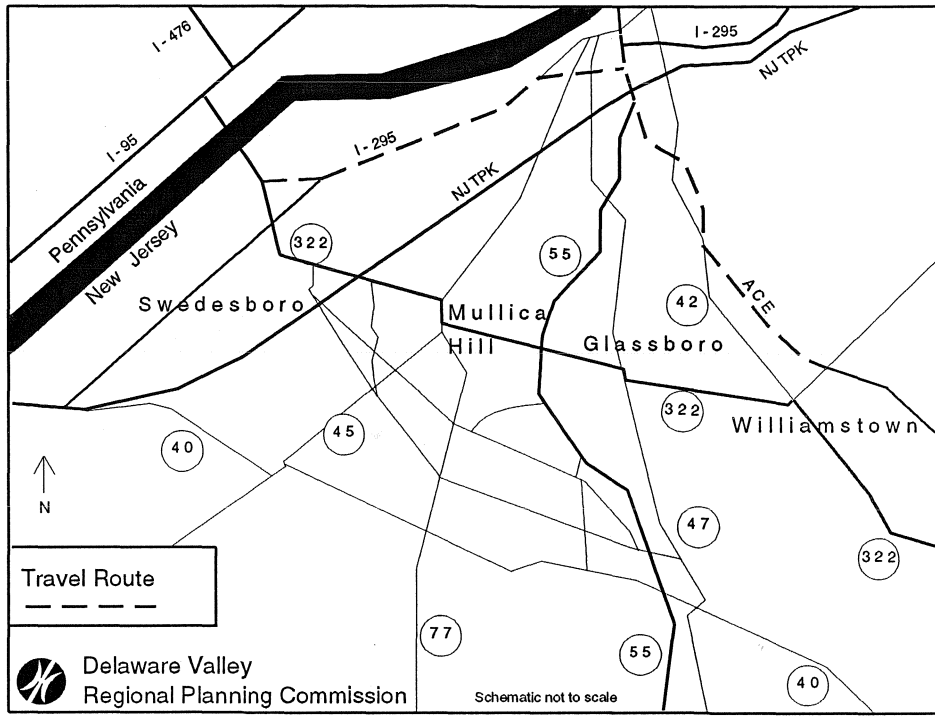 I - 476
I - 295
NJ TPK
I - 95
I - 295
Pennsylvania
NJ TPK
New Jersey
322
55
Swedesboro
Mullica
Hill
42
ACE
Glassboro
322
Williamstown
40
45
N
47
322
Travel Route
77
55
40
Delaware Valley
Regional Planning Commission
Schematic not to scale